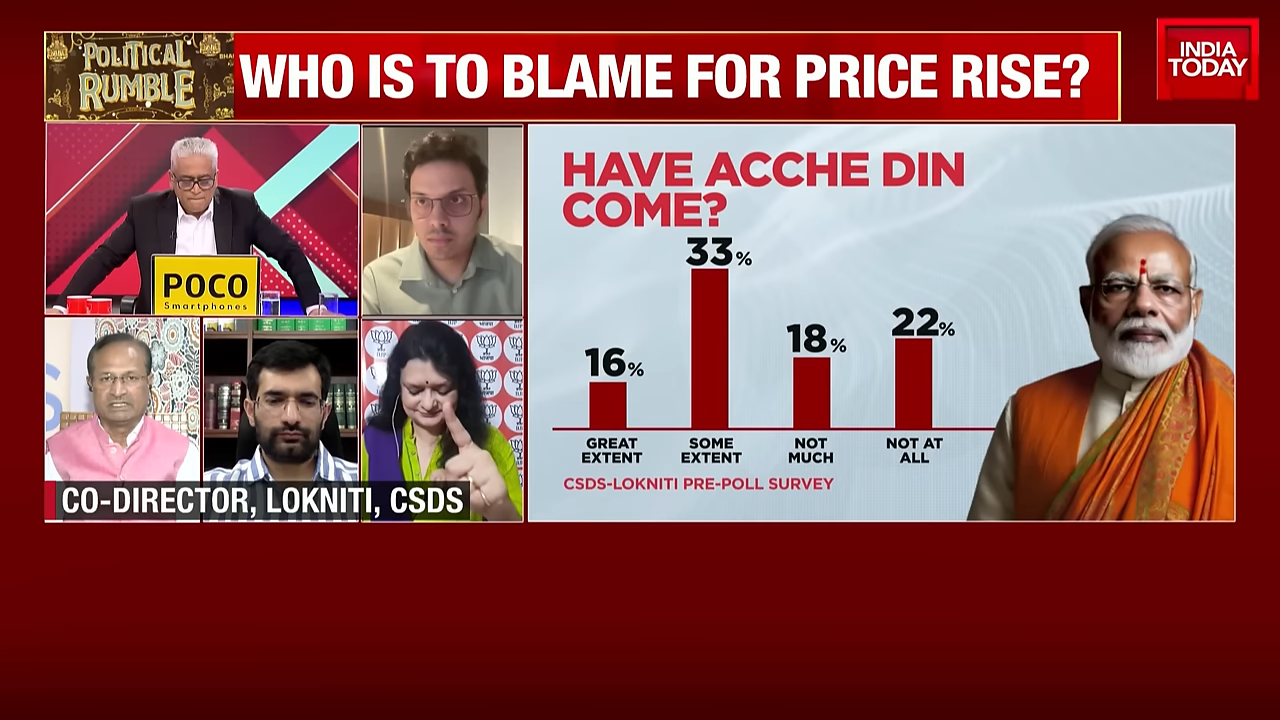 POLITICAL
RUMBLE
WHO IS TO BLAME FOR PRICE RISE?
INDIA
TODAY
POCO
Smartphones
CO-DIRECTOR, LOKNITI, CSDS
HAVE ACCHE DIN
COME?
33%
22%
18%
16%
GREAT
EXTENT
SOME
EXTENT
NOT
MUCH
NOT AT
ALL
CSDS-LOKNITI PRE-POLL SURVEY